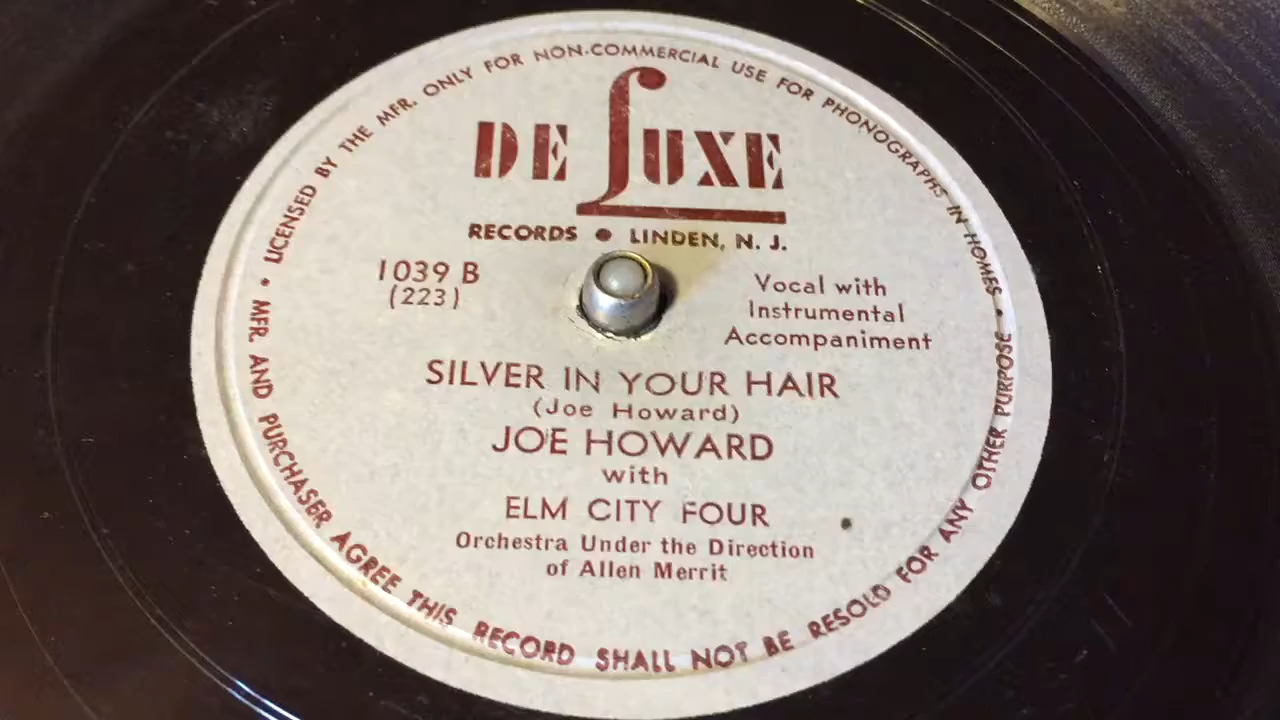 • LICENSED BY THE MFR. ONLY FOR NON-COMMERCIAL USE FOR PHONOGRAPHS IN HOMES •
MFR. AND PURCHASER AGREE THIS RECORD SHALL NOT BE RESOLD FOR ANY OTHER PURPOSE
DE LUXE
RECORDS • LINDEN, N. J.
1039 B
(223)
Vocal with
Instrumental
Accompaniment
SILVER IN YOUR HAIR
(Joe Howard)
JOE HOWARD
with
ELM CITY FOUR
Orchestra Under the Direction
of Allen Merrit